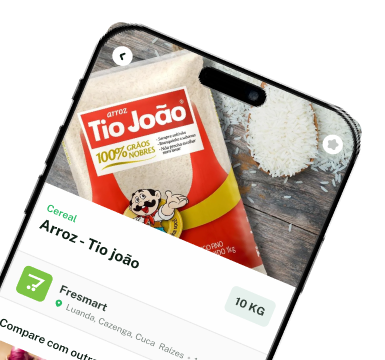 arroz
Tio João®
100% GRÃOS
NOBRES
Cereal
Arroz - Tio joão
10 KG
Fresmart
Luanda, Cazenga, Cuca Raizes
Compare com outr